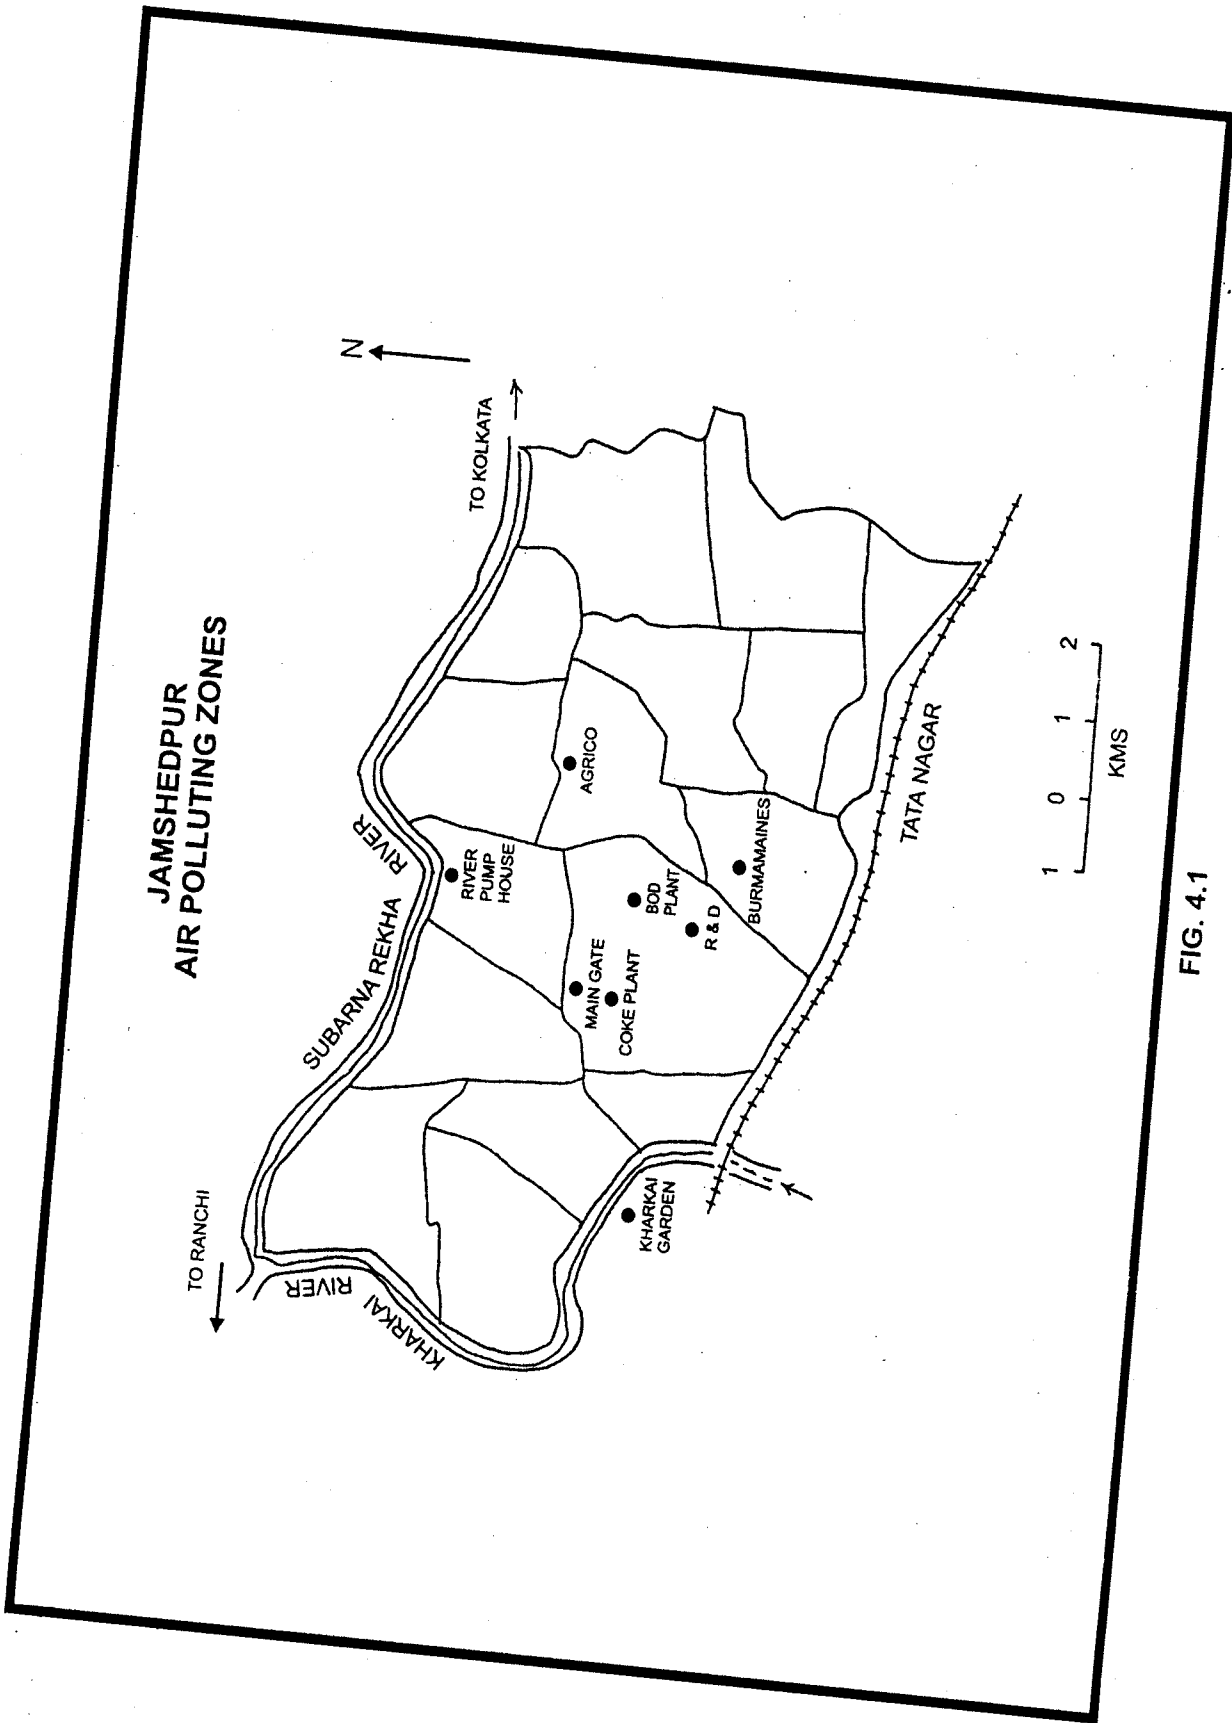 JAMSHEDPUR
AIR POLLUTING ZONES
N
TO RANCHI
TO KOLKATA
SUBARNA REKHA
RIVER
KHARKAI
RIVER
RIVER
PUMP
HOUSE
AGRICO
MAIN GATE
COKE PLANT
BOD
PLANT
R & D
BURMAMAINES
KHARKAI
GARDEN
TATA NAGAR
1 0 1 2
KMS
FIG. 4.1